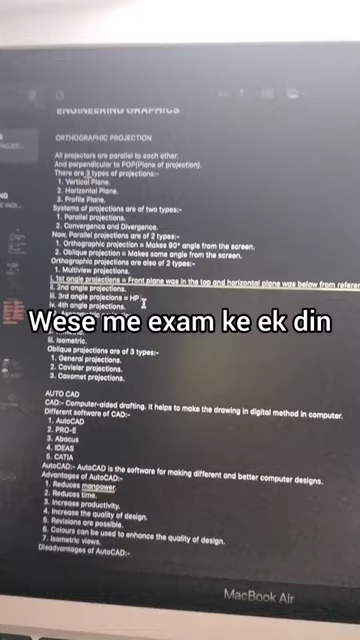 ENGINEERING GRAPHICS
ORTHOGRAPHIC PROJECTION
All projectors are parallel to each other.
And perpendicular to POP(Plane of projection).
There are 3 types of projections:-
1. Vertical Plane.
2. Horizontal Plane.
3. Profile Plane.
Systems of projections are of two types:-
1. Parallel projections.
2. Convergence and Divergence.
Now, Parallel projections are of 2 types:-
1. Orthographic projection = Makes 90° angle from the screen.
2. Oblique projection = Makes some angle from the screen.
Orthographic projections are also of 2 types:-
1. Multiview projections.
i. 1st angle projections = Front plane was in the top and horizontal plane was below from
ii. 2nd angle projections.
iii. 3rd angle projecions = HP
iv. 4th angle projections.
Wese me exam ke ek din
iii. Isometric.
Oblique projections are of 3 types:-
1. General projections.
2. Cavisler projections.
3. Casomet projections.
AUTO CAD
CAD:- Computer-aided drafting. It helps to make the drawing in digital method in computer.
Different software of CAD:-
1. AutoCAD
2. PRO-E
3. Abacus
4. IDEAS
5. CATIA
AutoCAD:- AutoCAD is the software for making different and better computer designs.
Advantages of AutoCAD:-
1. Reduces manpower.
2. Reduces time.
3. Increase productivity.
4. Increase the quality of design.
5. Revisions are possible.
6. Colours can be used to enhance the quality of design.
7. Isometric views.
Disadvantages of AutoCAD:-
MacBook Air